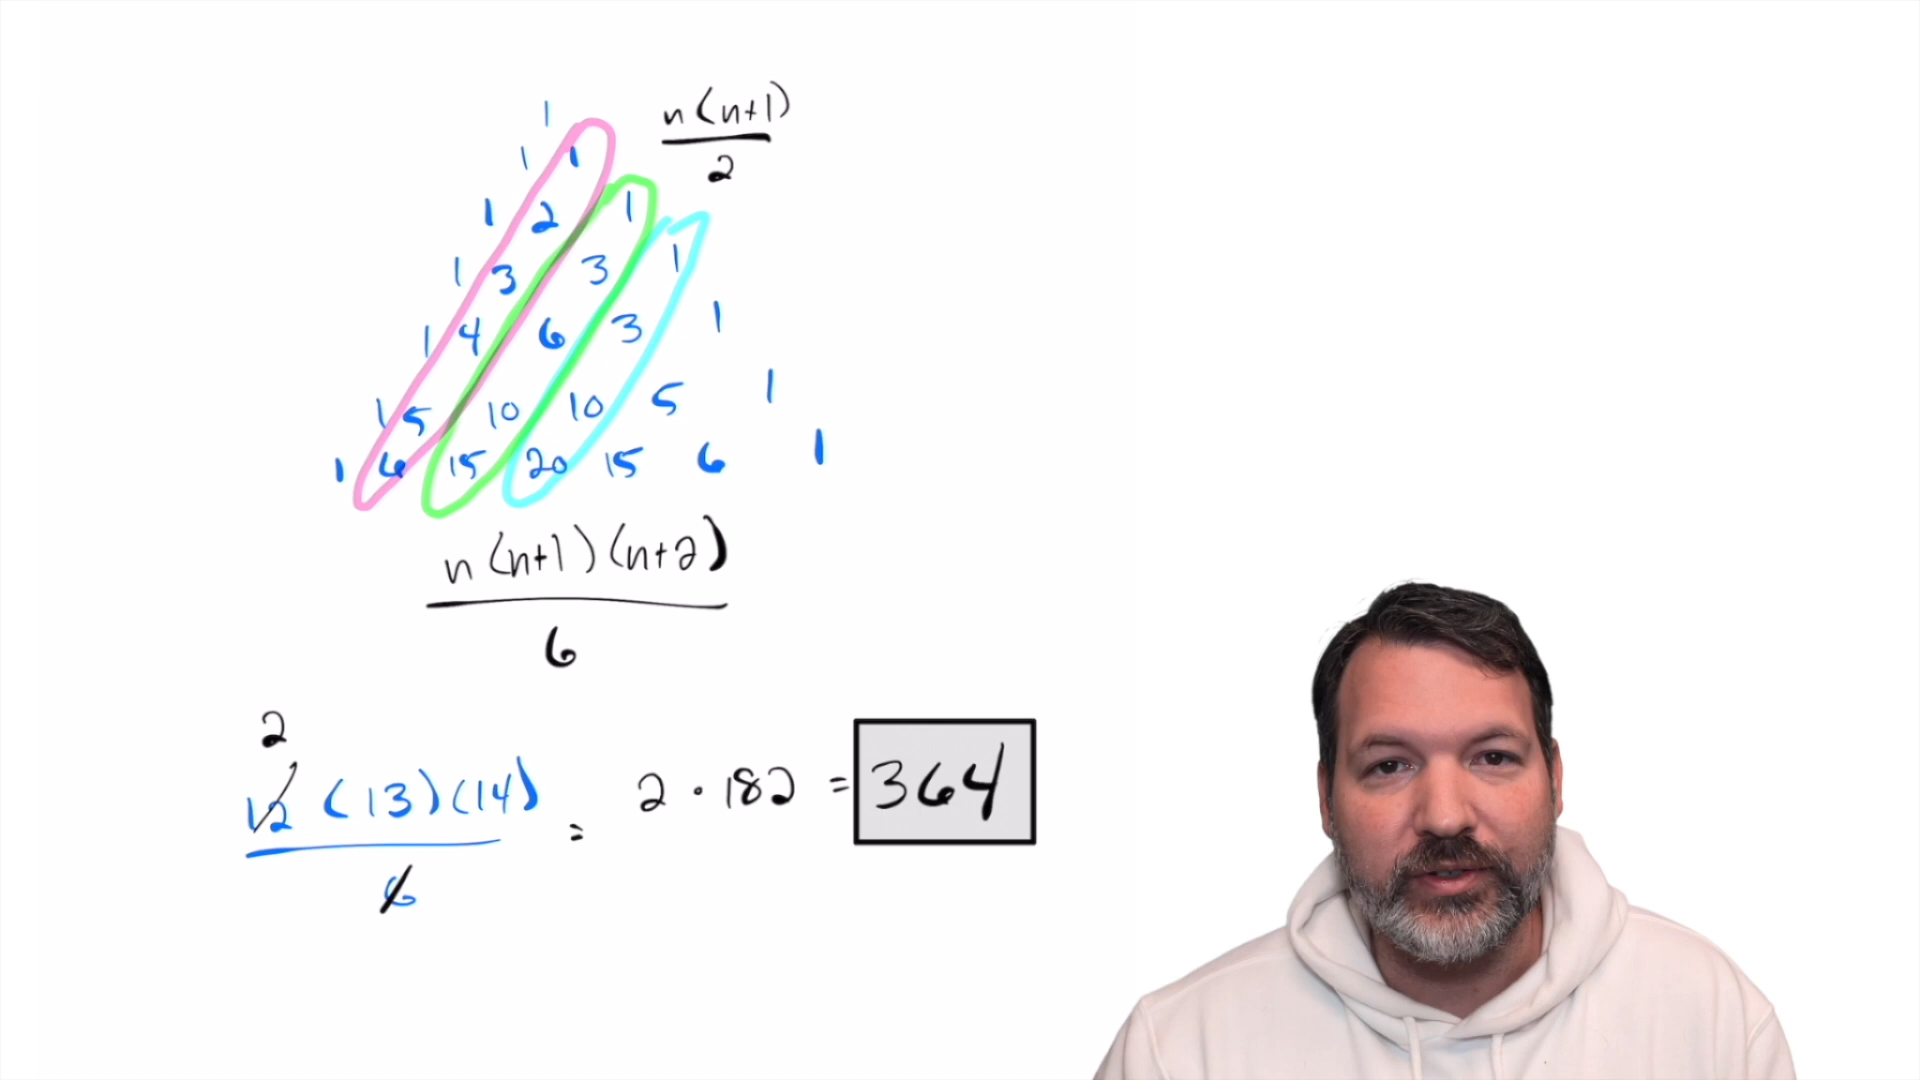 1
1 1
1 2 1
1 3 3 1
1 4 6 3 1
1 5 10 10 5 1
1 6 15 20 15 6 1
n(n+1)
2
n(n+1)(n+2)
6
2
12 (13)(14) = 2 · 182 = 364
6